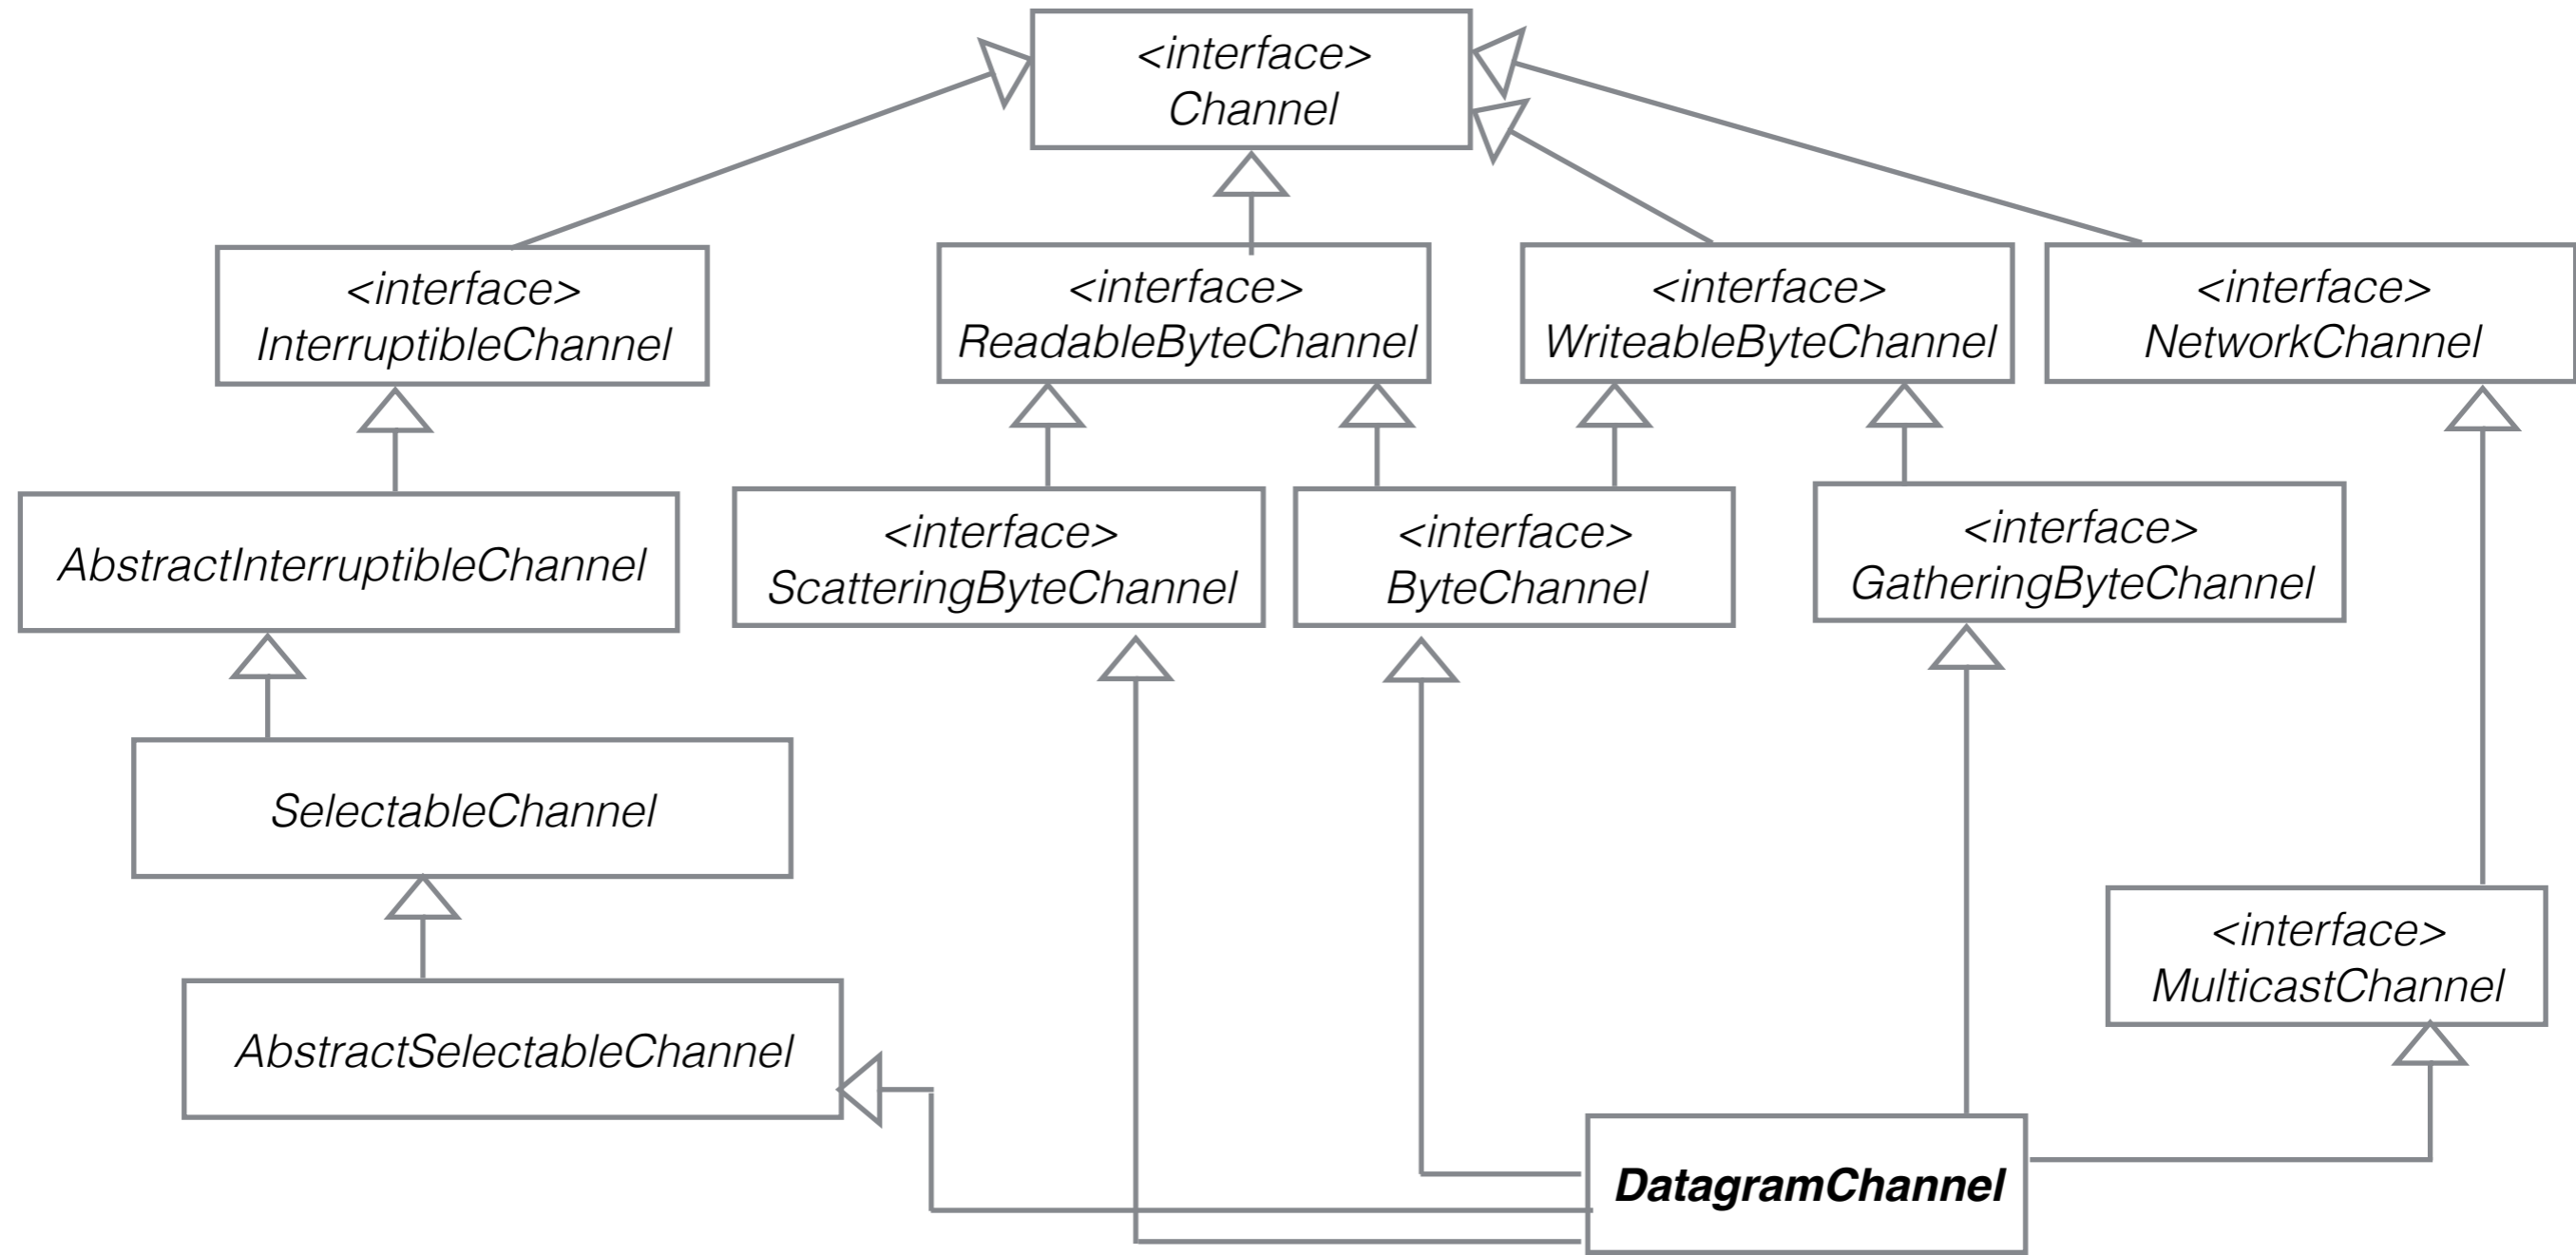 <interface>
Channel
<interface>
InterruptibleChannel
<interface>
ReadableByteChannel
<interface>
WriteableByteChannel
<interface>
NetworkChannel
AbstractInterruptibleChannel
<interface>
ScatteringByteChannel
<interface>
ByteChannel
<interface>
GatheringByteChannel
SelectableChannel
<interface>
MulticastChannel
AbstractSelectableChannel
DatagramChannel